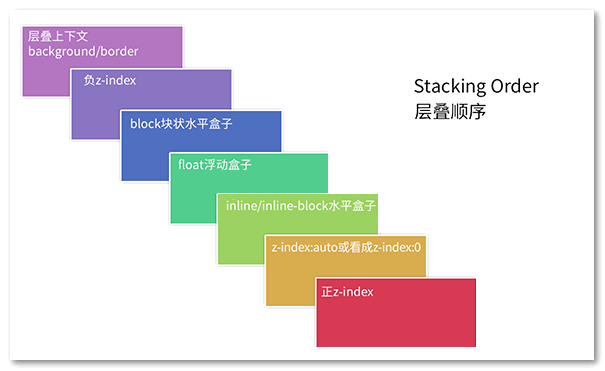 层叠上下文
background/border
负z-index
block块状水平盒子
float浮动盒子
inline/inline-block水平盒子
z-index:auto或看成z-index:0
正z-index
Stacking Order
层叠顺序